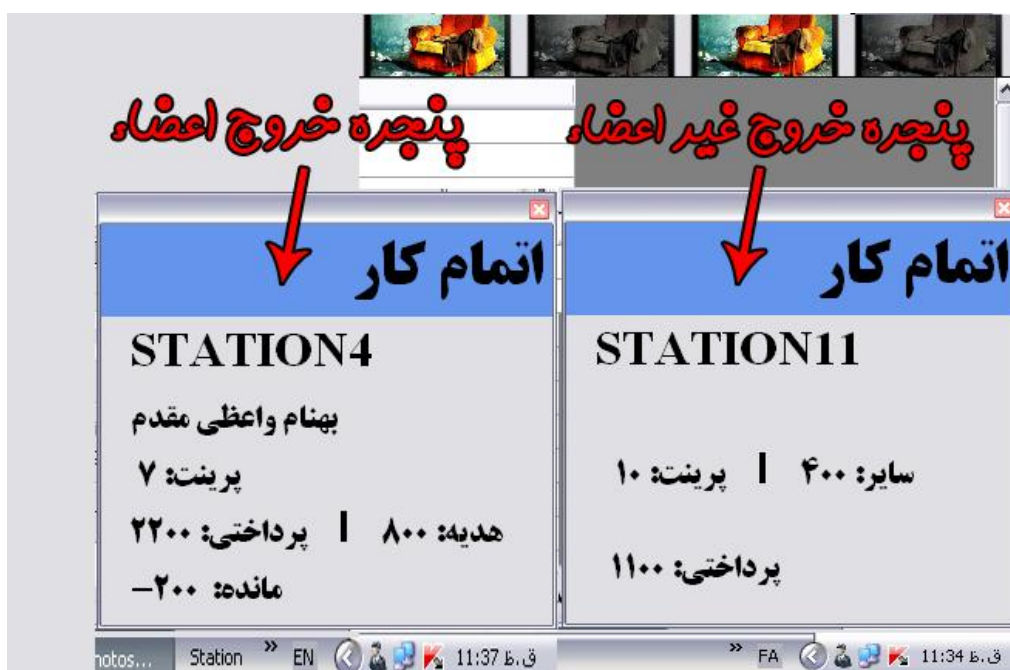 پنجره خروج غیر اعضاء
اتمام کار
STATION11
سایر: ۴۰۰ | پرینت: ۱۰
پرداختی: ۱۱۰۰
» FA 11:34 ق.ظ
پنجره خروج اعضاء
اتمام کار
STATION4
بهنام واعظی مقدم
پرینت: ۷
هدیه: ۸۰۰ | پرداختی: ۲۲۰۰
مانده: ۲۰۰-
hotos... Station » EN 11:37 ق.ظ